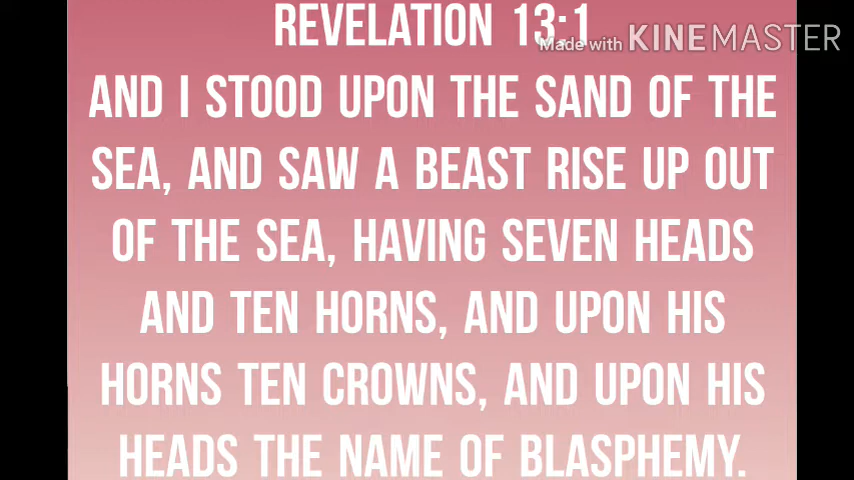 REVELATION 13:1
Made with KINEMASTER
AND I STOOD UPON THE SAND OF THE
SEA, AND SAW A BEAST RISE UP OUT
OF THE SEA, HAVING SEVEN HEADS
AND TEN HORNS, AND UPON HIS
HORNS TEN CROWNS, AND UPON HIS
HEADS THE NAME OF BLASPHEMY.